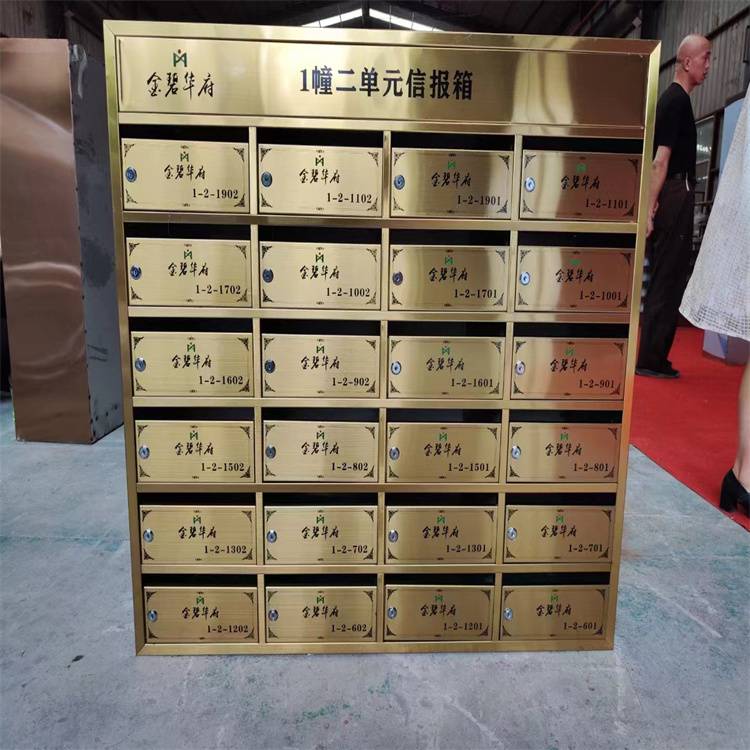 金碧华府
1幢二单元信报箱
金碧华府
1-2-1902
金碧华府
1-2-1102
金碧华府
1-2-1901
金碧华府
1-2-1101
金碧华府
1-2-1702
金碧华府
1-2-1002
金碧华府
1-2-1701
金碧华府
1-2-1001
金碧华府
1-2-1602
金碧华府
1-2-902
金碧华府
1-2-1601
金碧华府
1-2-901
金碧华府
1-2-1502
金碧华府
1-2-802
金碧华府
1-2-1501
金碧华府
1-2-801
金碧华府
1-2-1302
金碧华府
1-2-702
金碧华府
1-2-1301
金碧华府
1-2-701
金碧华府
1-2-1202
金碧华府
1-2-602
金碧华府
1-2-1201
金碧华府
1-2-601